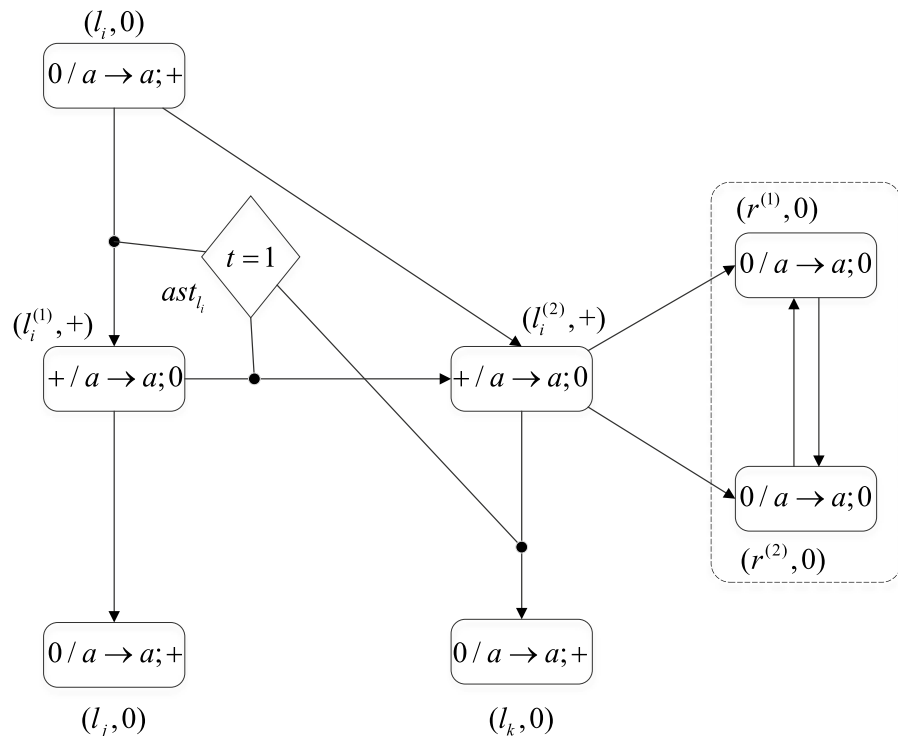 (l_i, 0)
0 / a → a; +
t = 1
ast_{l_i}
(r^{(1)}, 0)
0 / a → a; 0
(l_i^{(1)}, +)
+ / a → a; 0
(l_i^{(2)}, +)
+ / a → a; 0
0 / a → a; 0
(r^{(2)}, 0)
0 / a → a; +
(l_j, 0)
0 / a → a; +
(l_k, 0)